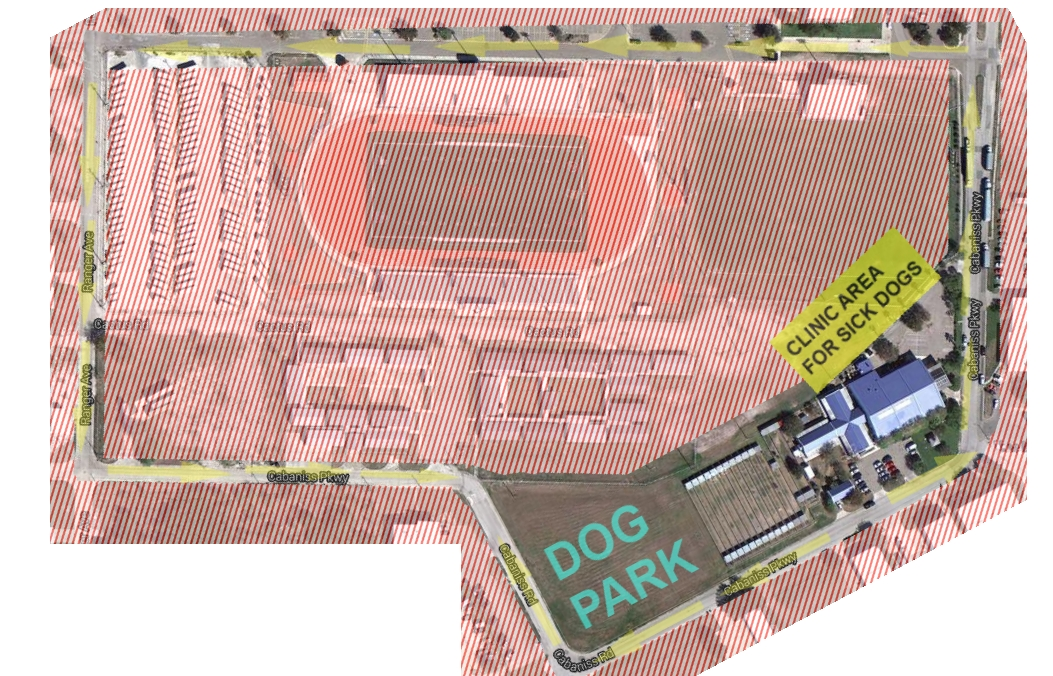 Ranger Ave
Cabaniss Pkwy
CLINIC AREA
FOR SICK DOGS
Cactus Rd
Cactus Rd
Cactus Rd
Cabaniss Pkwy
Ranger Ave
Cabaniss Pkwy
DOG
PARK
Cabaniss Rd
Cabaniss Pkwy
Cabaniss Rd